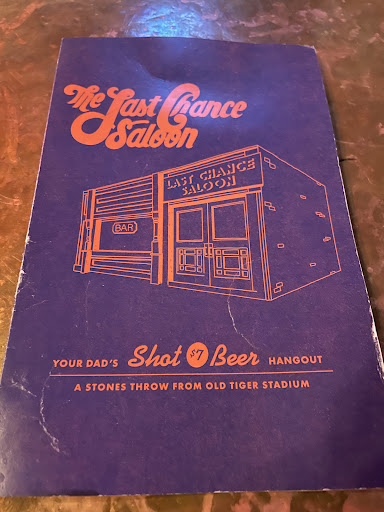 The Last Chance
Saloon
LAST CHANCE
SALOON
BAR
YOUR DAD'S Shot $7 Beer HANGOUT
A STONES THROW FROM OLD TIGER STADIUM